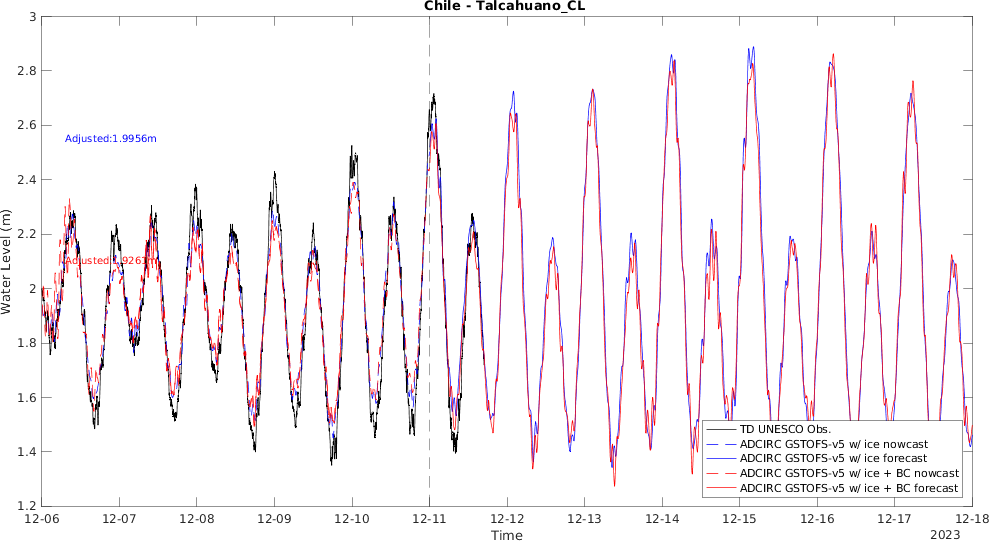 Chile - Talcahuano_CL
3
2.8
2.6
2.4
2.2
2
1.8
1.6
1.4
1.2
Water Level (m)
Adjusted:1.9956m
12-06
12-07
12-08
12-09
12-10
12-11
12-12
12-13
12-14
12-15
12-16
12-17
12-18
Time
2023
TD UNESCO Obs.
ADCIRC GSTOFS-v5 w/ ice nowcast
ADCIRC GSTOFS-v5 w/ ice forecast
ADCIRC GSTOFS-v5 w/ ice + BC nowcast
ADCIRC GSTOFS-v5 w/ ice + BC forecast